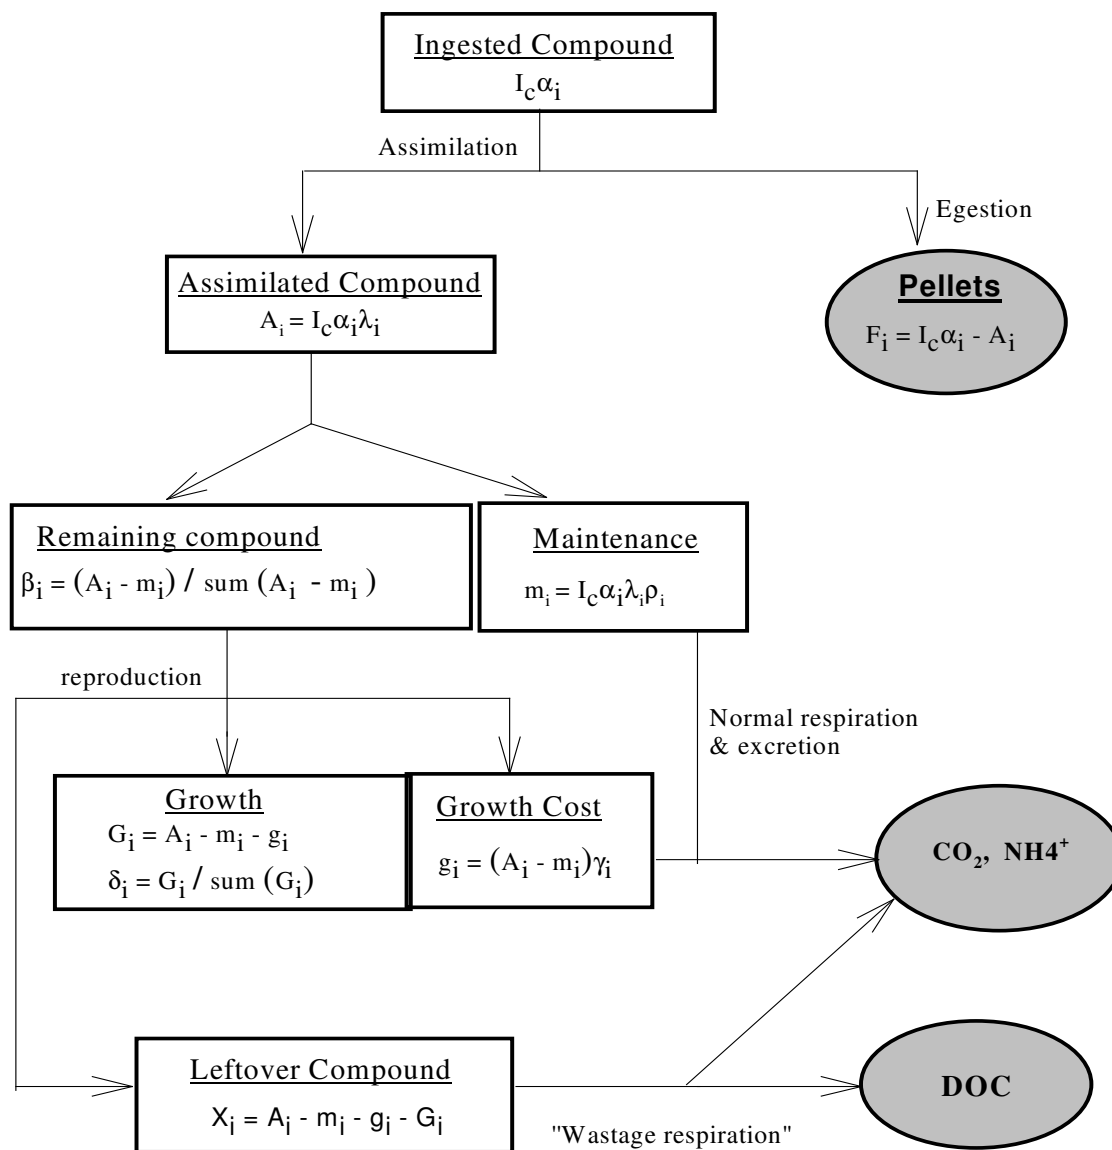 Ingested Compound
I_cα_i
Assimilation
Egestion
Assimilated Compound
A_i = I_cα_iλ_i
Pellets
F_i = I_cα_i - A_i
Remaining compound
β_i = (A_i - m_i) / sum (A_i - m_i )
Maintenance
m_i = I_cα_iλ_iρ_i
reproduction
Normal respiration
& excretion
Growth
G_i = A_i - m_i - g_i
δ_i = G_i / sum (G_i)
Growth Cost
g_i = (A_i - m_i)γ_i
CO₂, NH4⁺
Leftover Compound
X_i = A_i - m_i - g_i - G_i
DOC
"Wastage respiration"